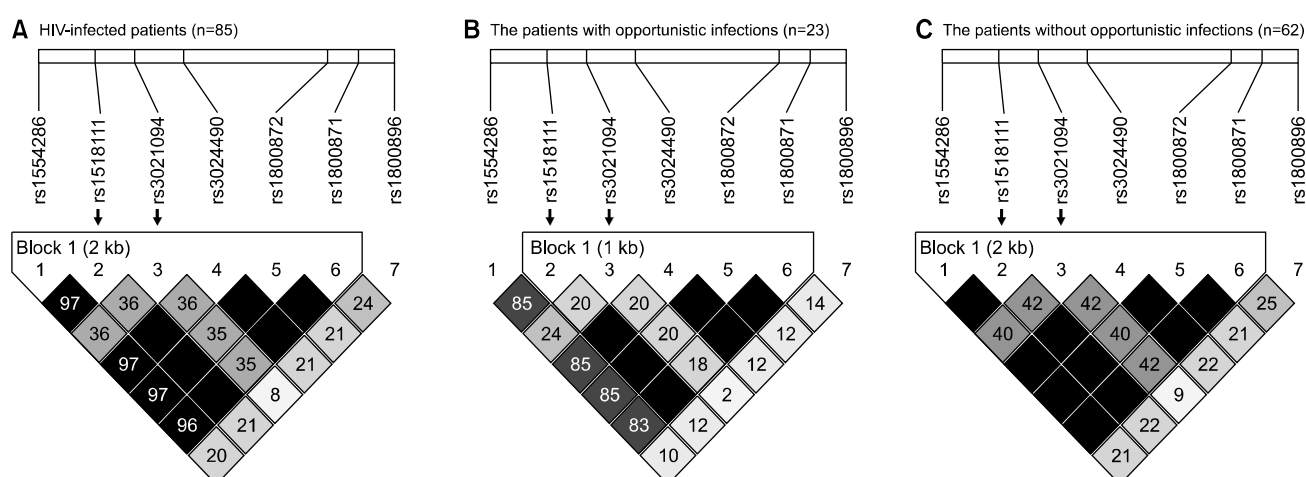 A HIV-infected patients (n=85)
rs1554286
rs1518111
rs3021094
rs3024490
rs1800872
rs1800871
rs1800896
Block 1 (2 kb)
1 2 3 4 5 6 7
97 36 36 24
36 35 21
97 35 21
97 8
96 21
20
B The patients with opportunistic infections (n=23)
rs1554286
rs1518111
rs3021094
rs3024490
rs1800872
rs1800871
rs1800896
Block 1 (1 kb)
1 2 3 4 5 6 7
85 20 20 14
24 20 12
85 18 12
85 2
83 12
10
C The patients without opportunistic infections (n=62)
rs1554286
rs1518111
rs3021094
rs3024490
rs1800872
rs1800871
rs1800896
Block 1 (2 kb)
1 2 3 4 5 6 7
42 42 25
40 40 21
42 22
9
22
21